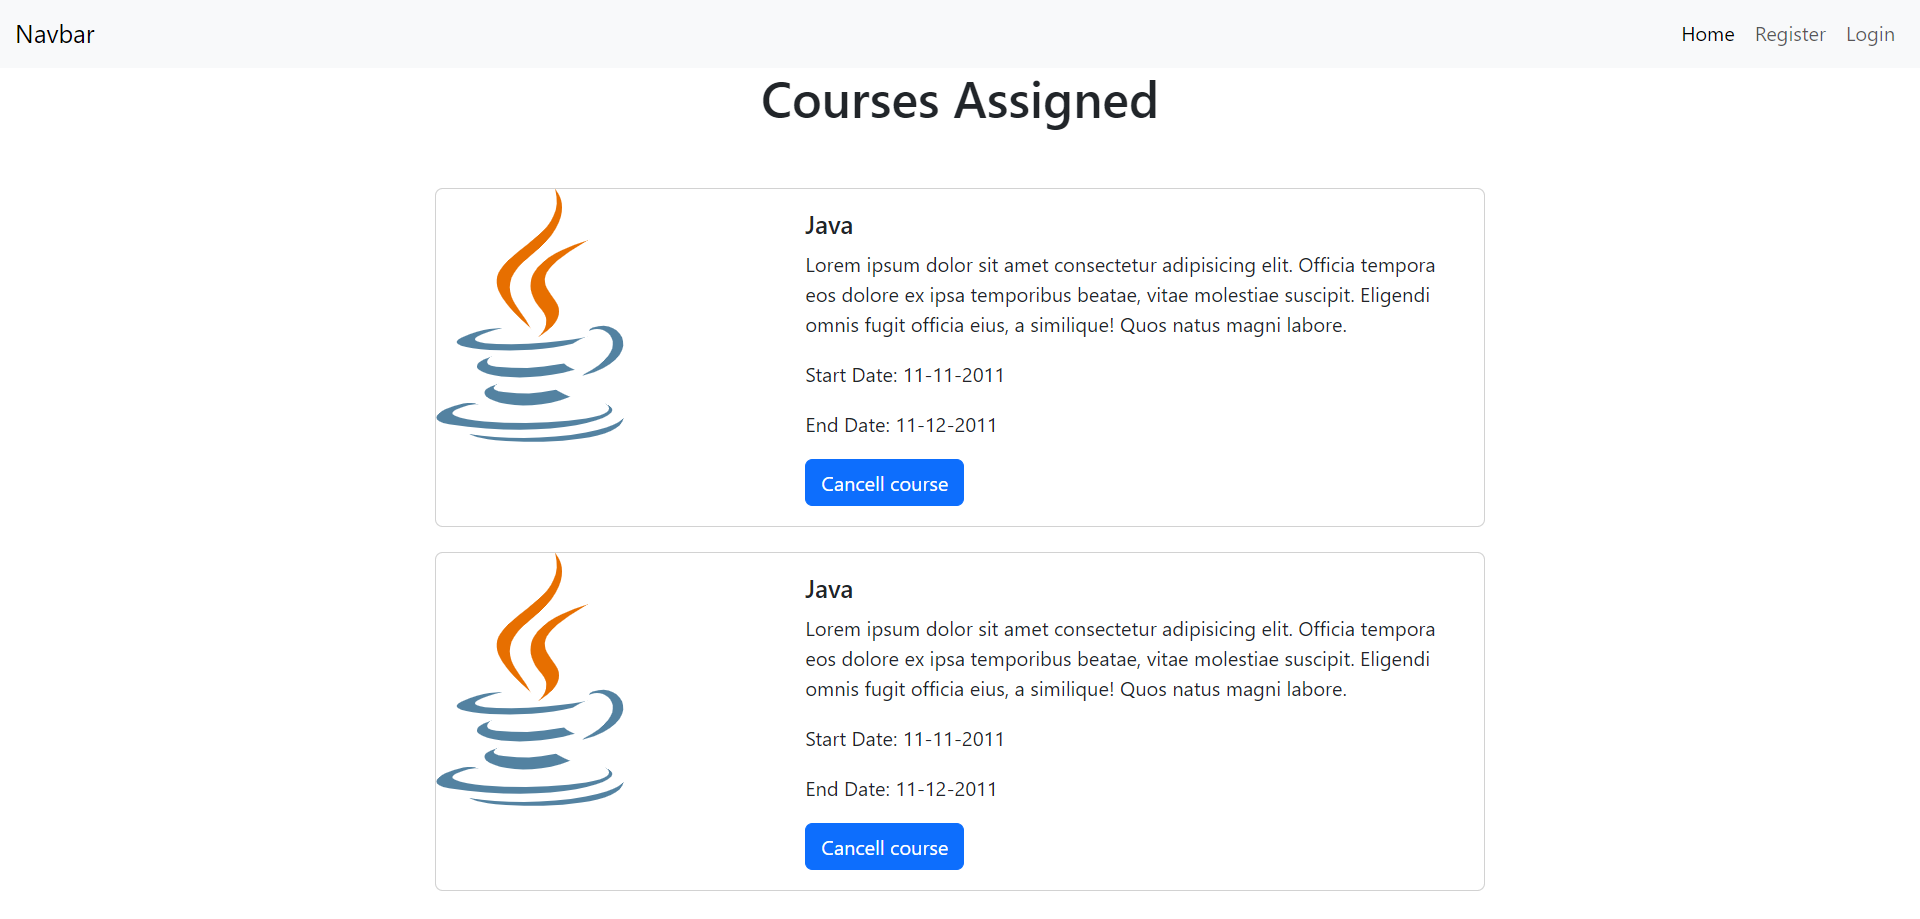 Navbar
Home Register Login
Courses Assigned
Java
Lorem ipsum dolor sit amet consectetur adipisicing elit. Officia tempora
eos dolore ex ipsa temporibus beatae, vitae molestiae suscipit. Eligendi
omnis fugit officia eius, a similique! Quos natus magni labore.
Start Date: 11-11-2011
End Date: 11-12-2011
Cancell course
Java
Lorem ipsum dolor sit amet consectetur adipisicing elit. Officia tempora
eos dolore ex ipsa temporibus beatae, vitae molestiae suscipit. Eligendi
omnis fugit officia eius, a similique! Quos natus magni labore.
Start Date: 11-11-2011
End Date: 11-12-2011
Cancell course